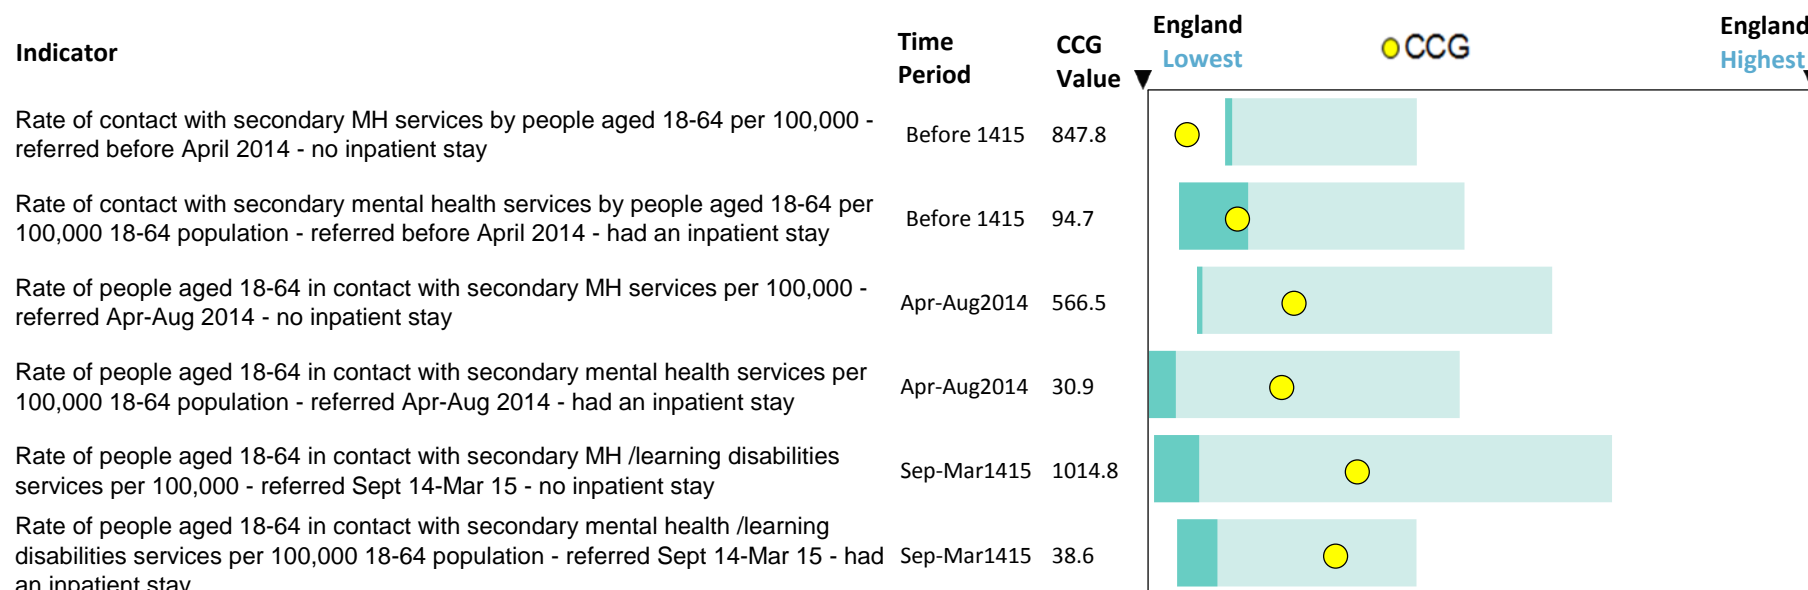 Indicator
Time
Period
CCG
Value
England
Lowest
CCG
England
Highest
Rate of contact with secondary MH services by people aged 18-64 per 100,000 -
referred before April 2014 - no inpatient stay
Before 1415 847.8
Rate of contact with secondary mental health services by people aged 18-64 per
100,000 18-64 population - referred before April 2014 - had an inpatient stay
Before 1415 94.7
Rate of people aged 18-64 in contact with secondary MH services per 100,000 -
referred Apr-Aug 2014 - no inpatient stay
Apr-Aug2014 566.5
Rate of people aged 18-64 in contact with secondary mental health services per
100,000 18-64 population - referred Apr-Aug 2014 - had an inpatient stay
Apr-Aug2014 30.9
Rate of people aged 18-64 in contact with secondary MH /learning disabilities
services per 100,000 - referred Sept 14-Mar 15 - no inpatient stay
Sep-Mar1415 1014.8
Rate of people aged 18-64 in contact with secondary mental health /learning
disabilities services per 100,000 18-64 population - referred Sept 14-Mar 15 - had
an inpatient stay
Sep-Mar1415 38.6